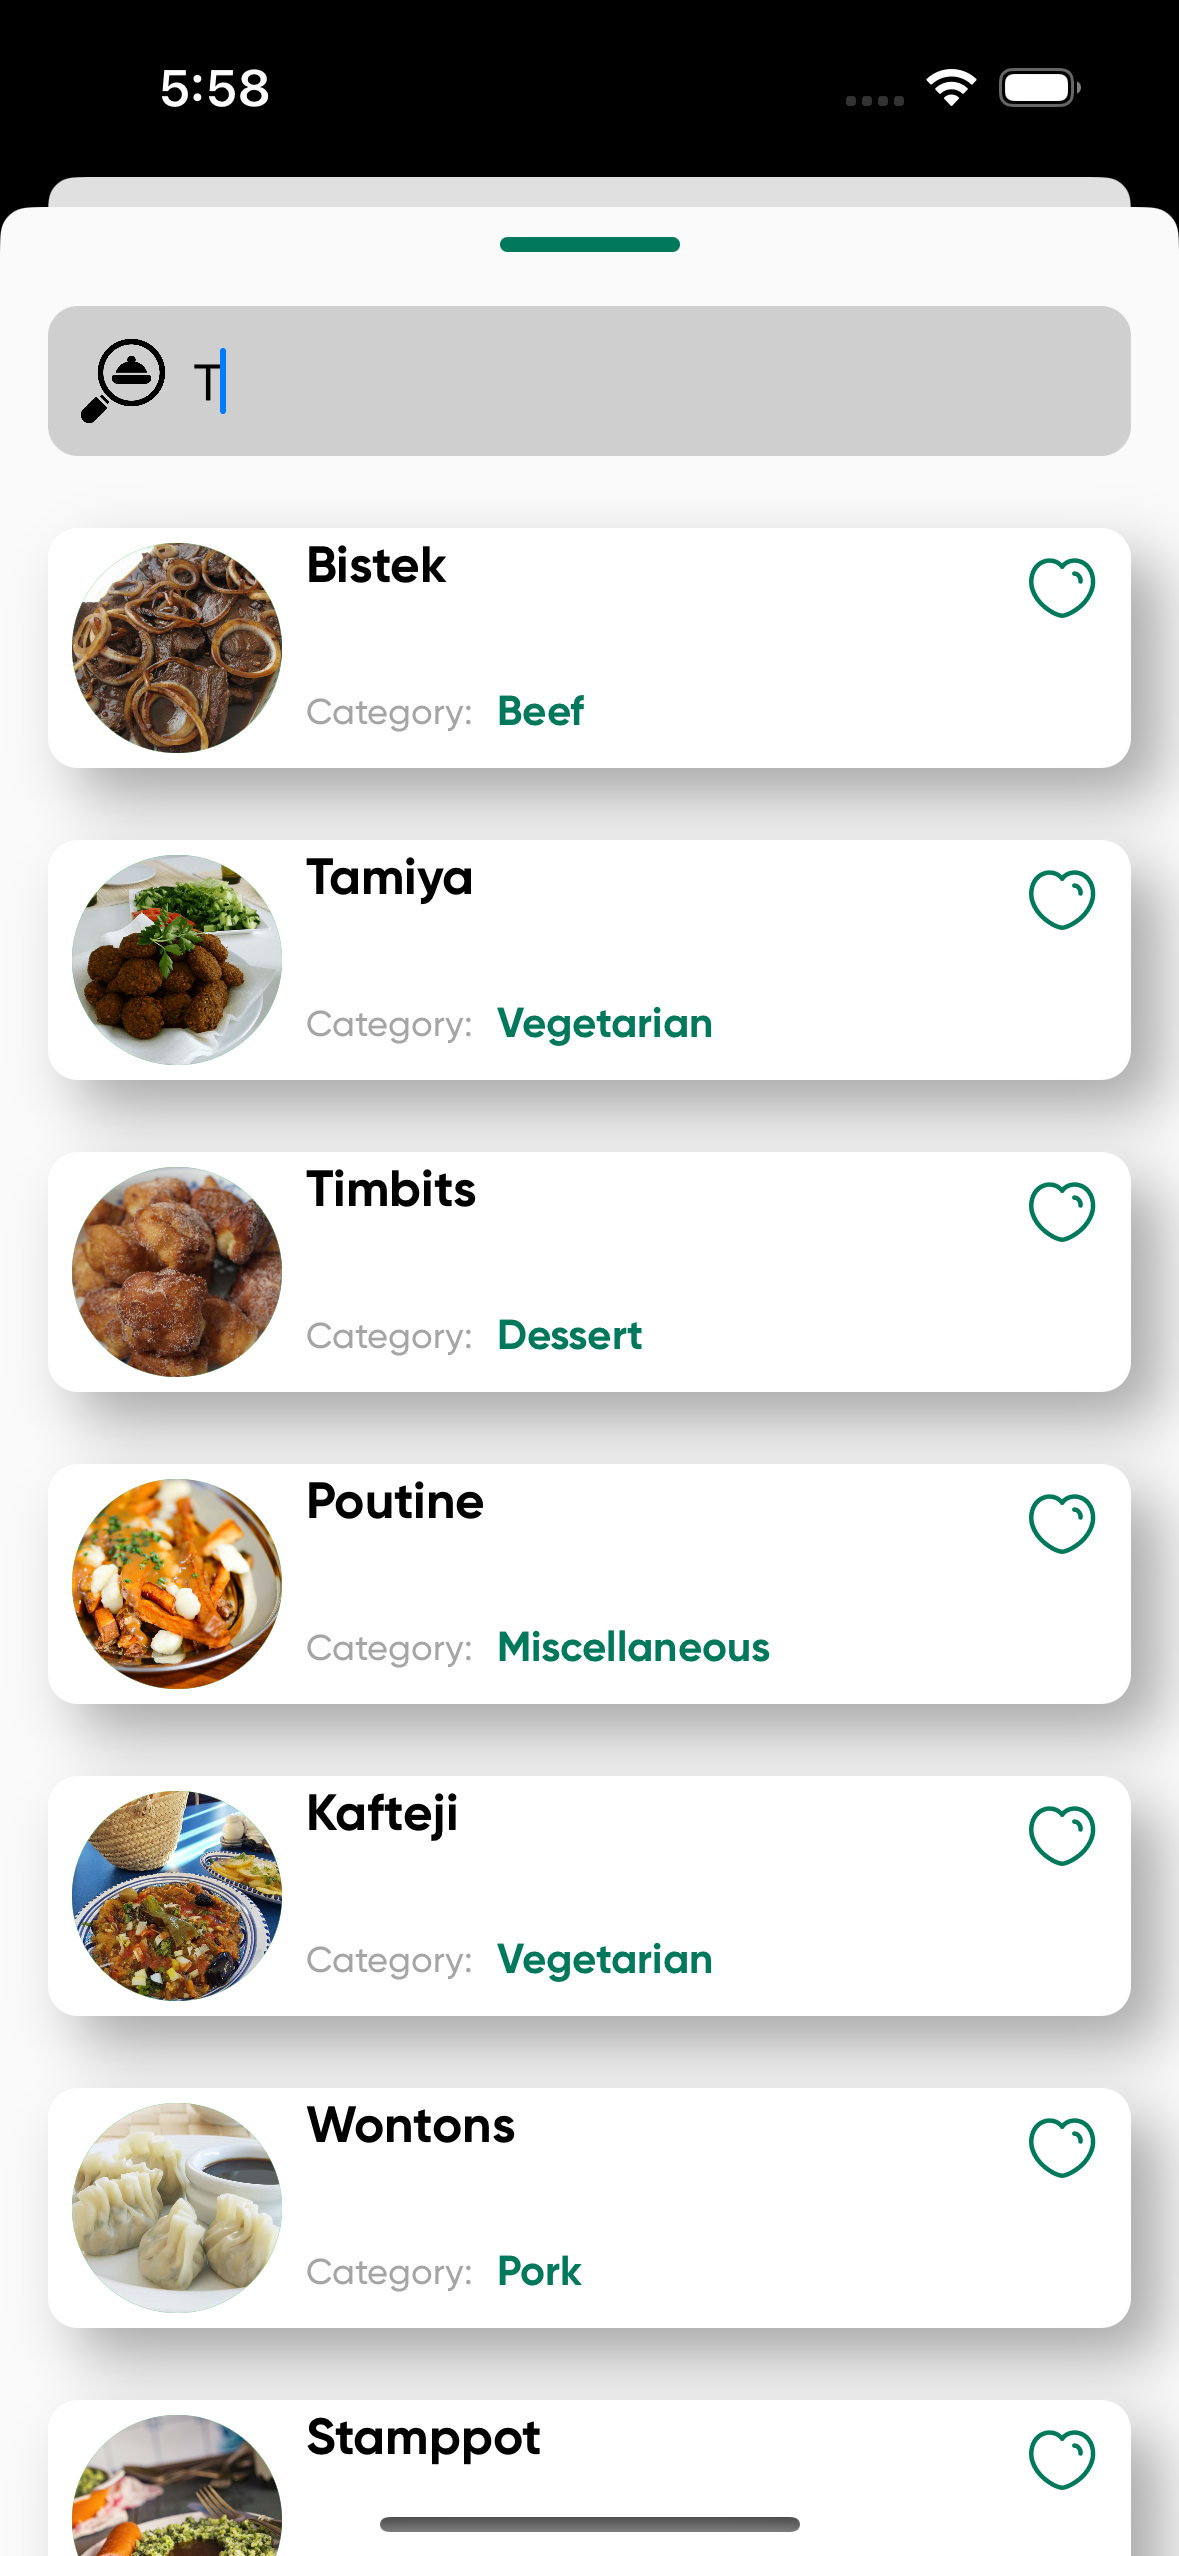 5:58
T
Bistek
Category: Beef
Tamiya
Category: Vegetarian
Timbits
Category: Dessert
Poutine
Category: Miscellaneous
Kafteji
Category: Vegetarian
Wontons
Category: Pork
Stamppot